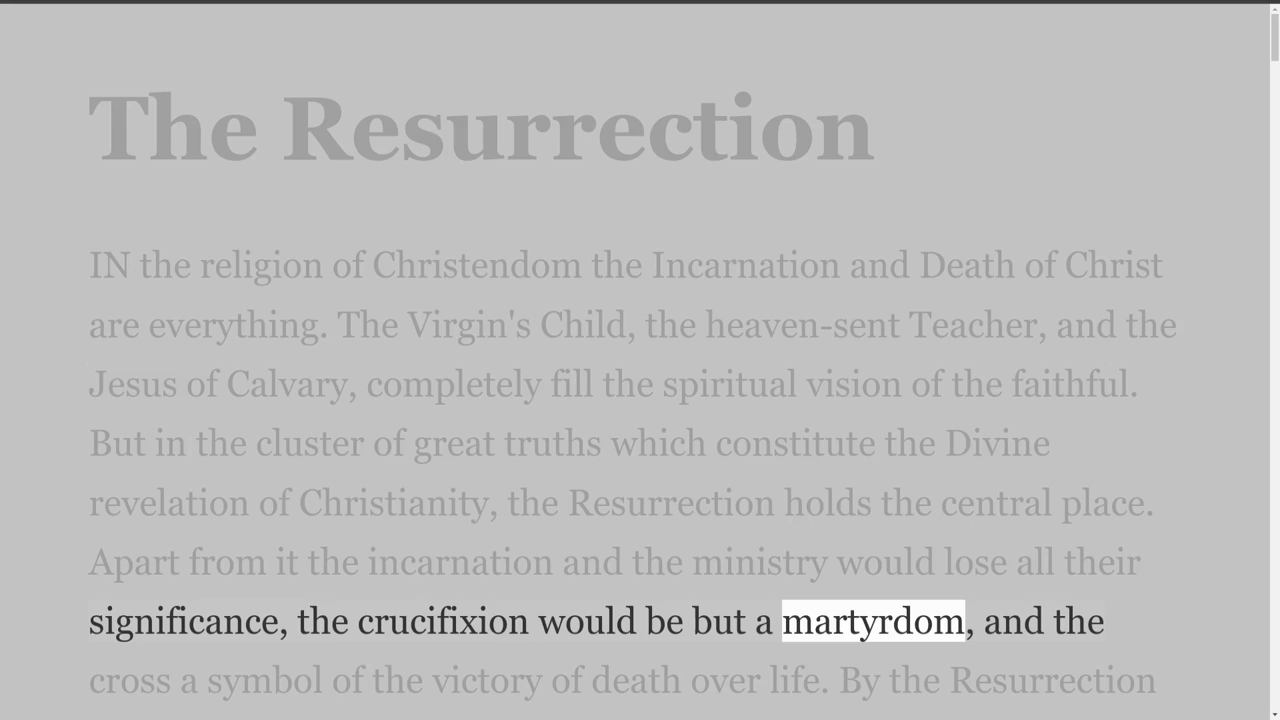 The Resurrection
IN the religion of Christendom the Incarnation and Death of Christ
are everything. The Virgin's Child, the heaven-sent Teacher, and the
Jesus of Calvary, completely fill the spiritual vision of the faithful.
But in the cluster of great truths which constitute the Divine
revelation of Christianity, the Resurrection holds the central place.
Apart from it the incarnation and the ministry would lose all their
significance, the crucifixion would be but a martyrdom, and the
cross a symbol of the victory of death over life. By the Resurrection